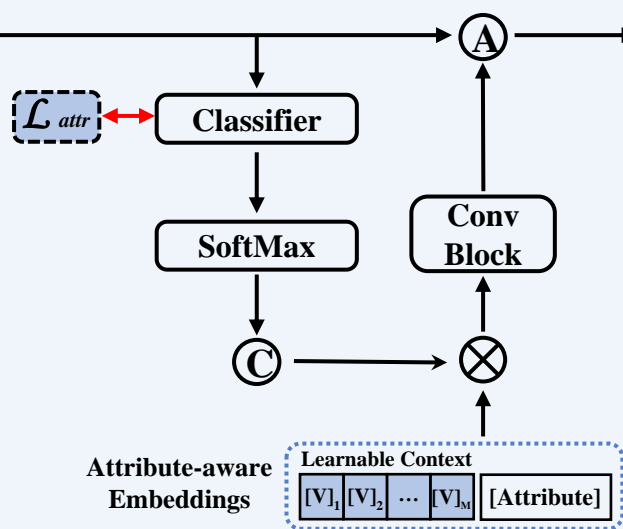 A
ℒ attr
Classifier
SoftMax
Conv
Block
C
Attribute-aware
Embeddings
Learnable Context
[V]₁ [V]₂ ... [V]ₘ [Attribute]